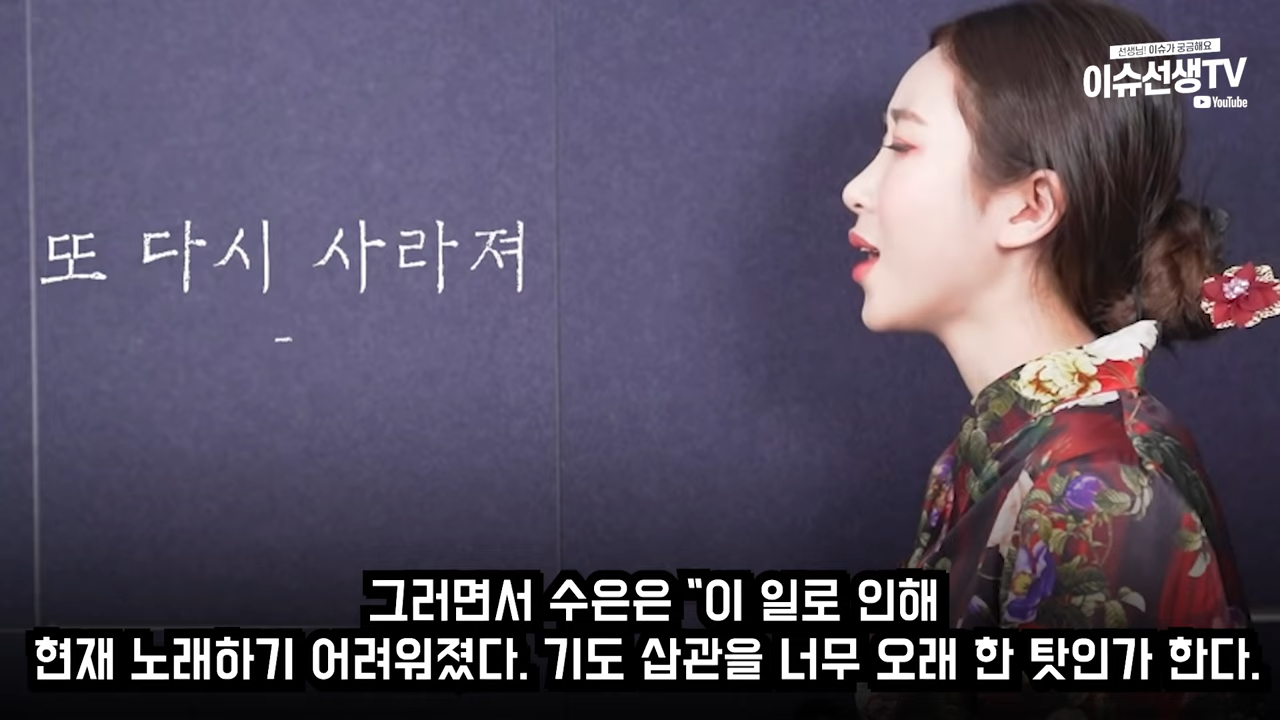 선생님! 이슈가 궁금해요
이슈선생TV
YouTube
또 다시 사라져
그러면서 수은은 "이 일로 인해
현재 노래하기 어려워졌다. 기도 삽관을 너무 오래 한 탓인가 한다.